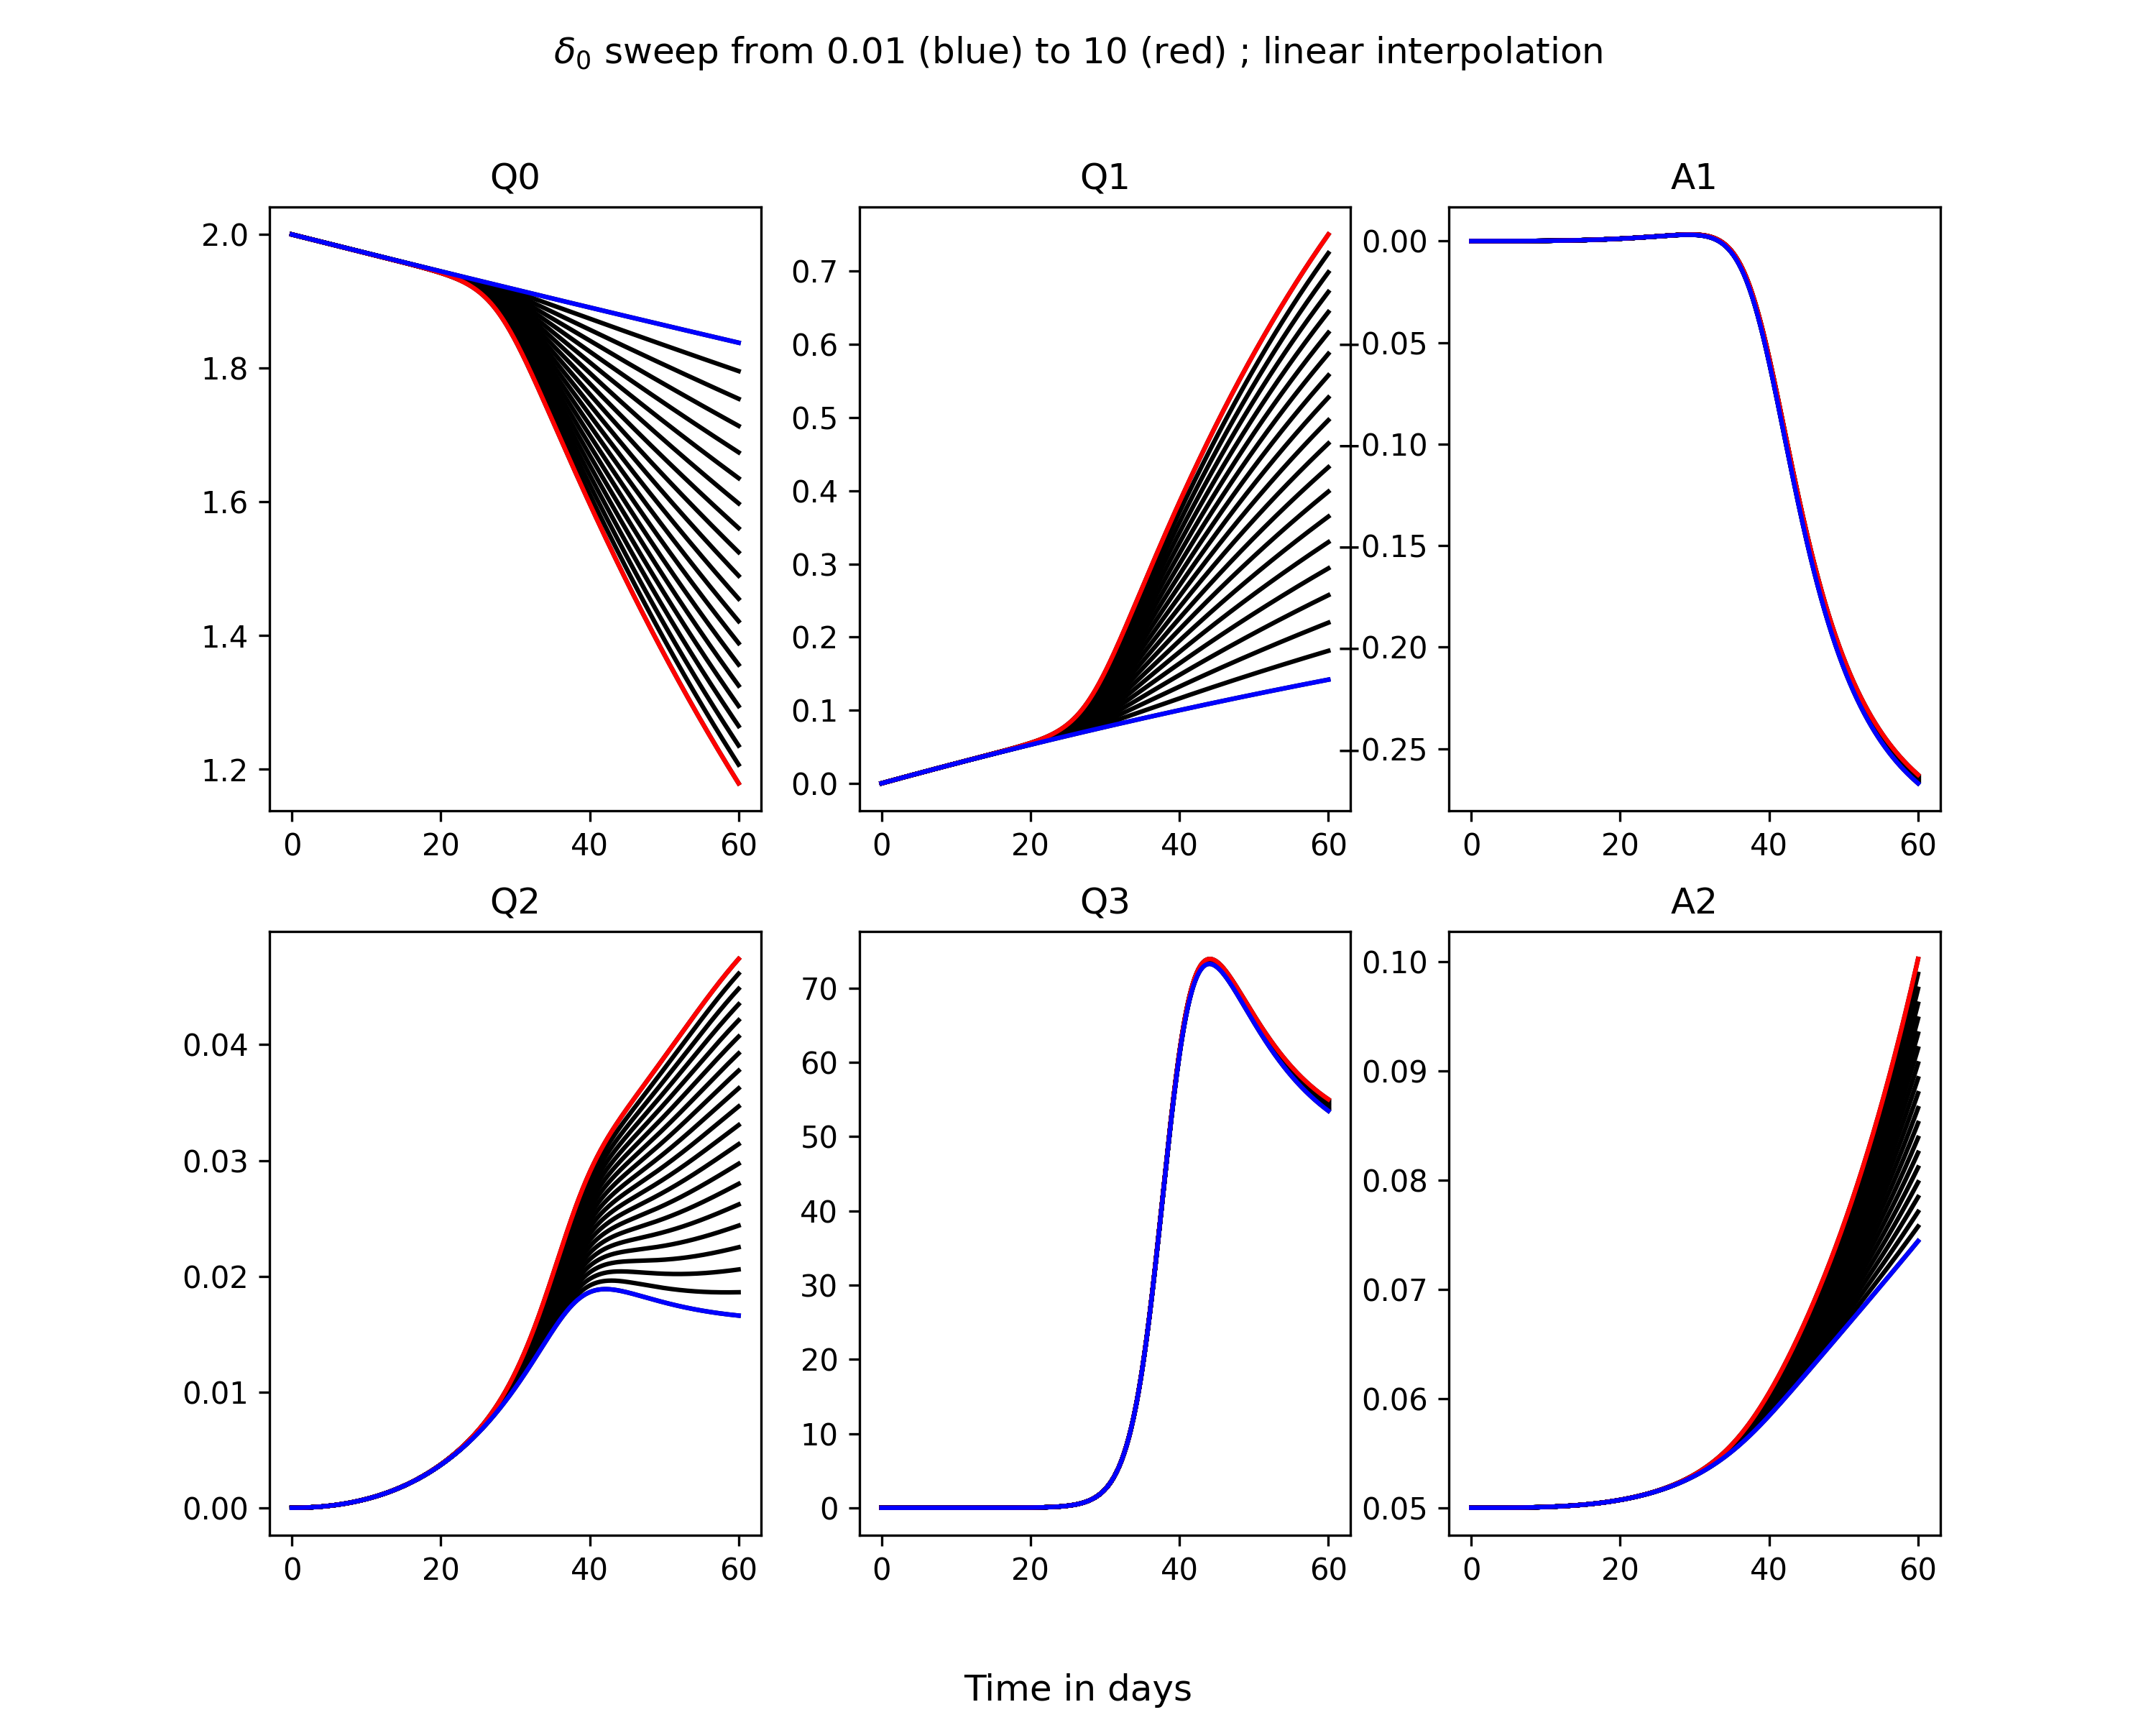 δ₀ sweep from 0.01 (blue) to 10 (red) ; linear interpolation
Q0
2.0
1.8
1.6
1.4
1.2
0 20 40 60
Q1
0.7
0.6
0.5
0.4
0.3
0.2
0.1
0.0
0 20 40 60
A1
0.00
−0.05
−0.10
−0.15
−0.20
−0.25
0 20 40 60
Q2
0.04
0.03
0.02
0.01
0.00
0 20 40 60
Q3
70
60
50
40
30
20
10
0
0 20 40 60
A2
0.10
0.09
0.08
0.07
0.06
0.05
0 20 40 60
Time in days